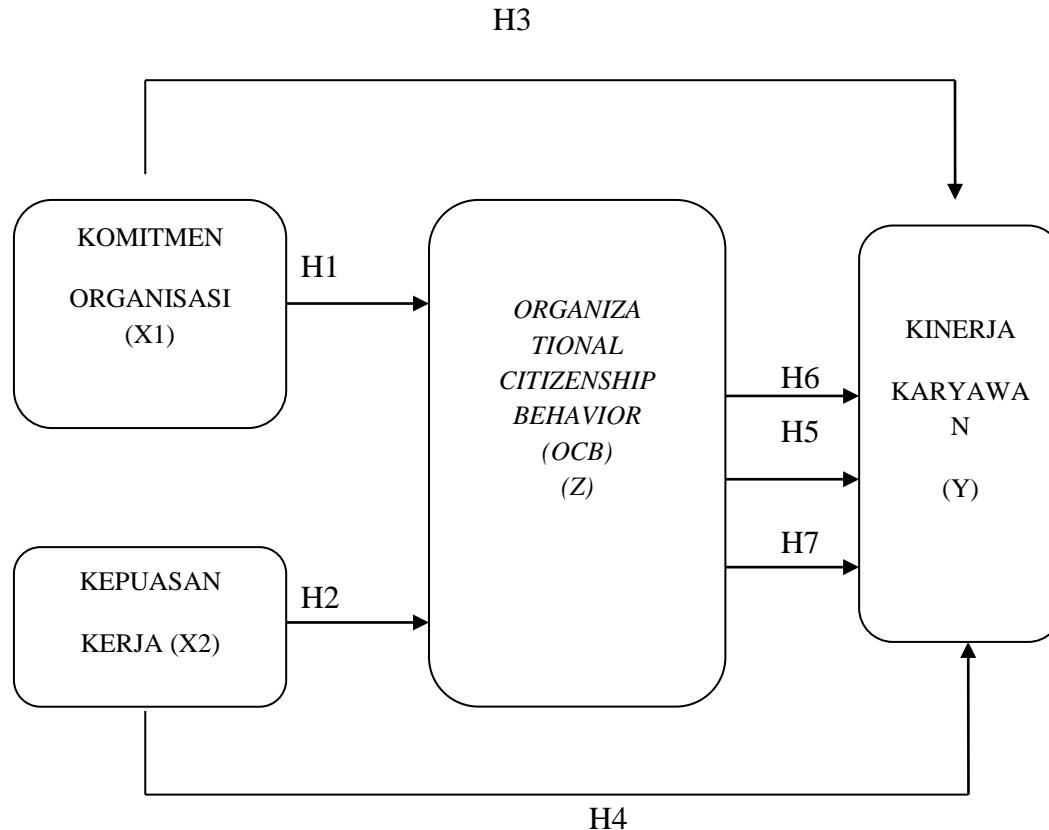 H3
KOMITMEN
ORGANISASI
(X1)
H1
ORGANIZA
TIONAL
CITIZENSHIP
BEHAVIOR
(OCB)
(Z)
H6
H5
H7
KINERJA
KARYAWA
N
(Y)
KEPUASAN
KERJA (X2)
H2
H4